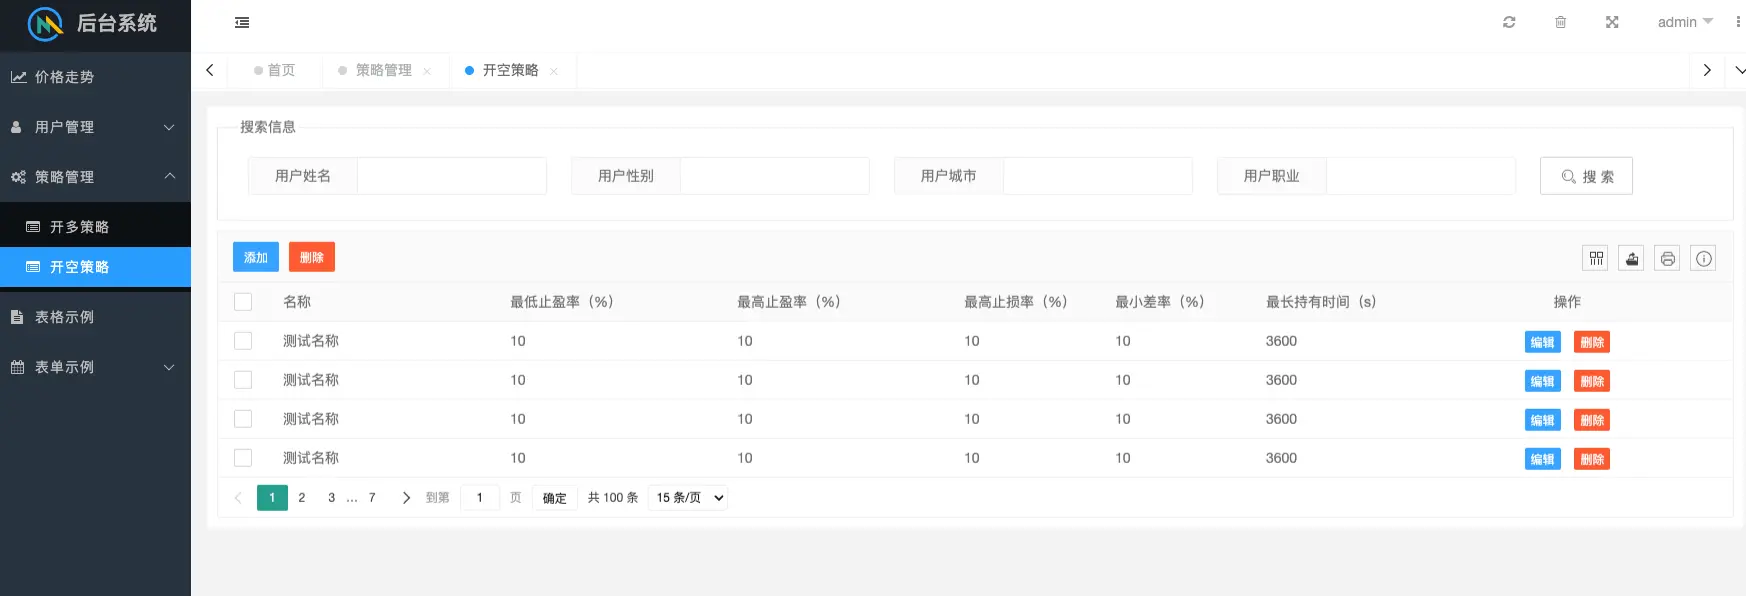 后台系统
admin
价格走势
用户管理
策略管理
开多策略
开空策略
表格示例
表单示例
首页 策略管理 开空策略
搜索信息
用户姓名 用户性别 用户城市 用户职业 搜 索
添加 删除
名称 最低止盈率（%） 最高止盈率（%） 最高止损率（%） 最小差率（%） 最长持有时间（s） 操作
测试名称 10 10 10 10 3600 编辑 删除
测试名称 10 10 10 10 3600 编辑 删除
测试名称 10 10 10 10 3600 编辑 删除
测试名称 10 10 10 10 3600 编辑 删除
1 2 3 ... 7 到第 1 页 确定 共 100 条 15 条/页